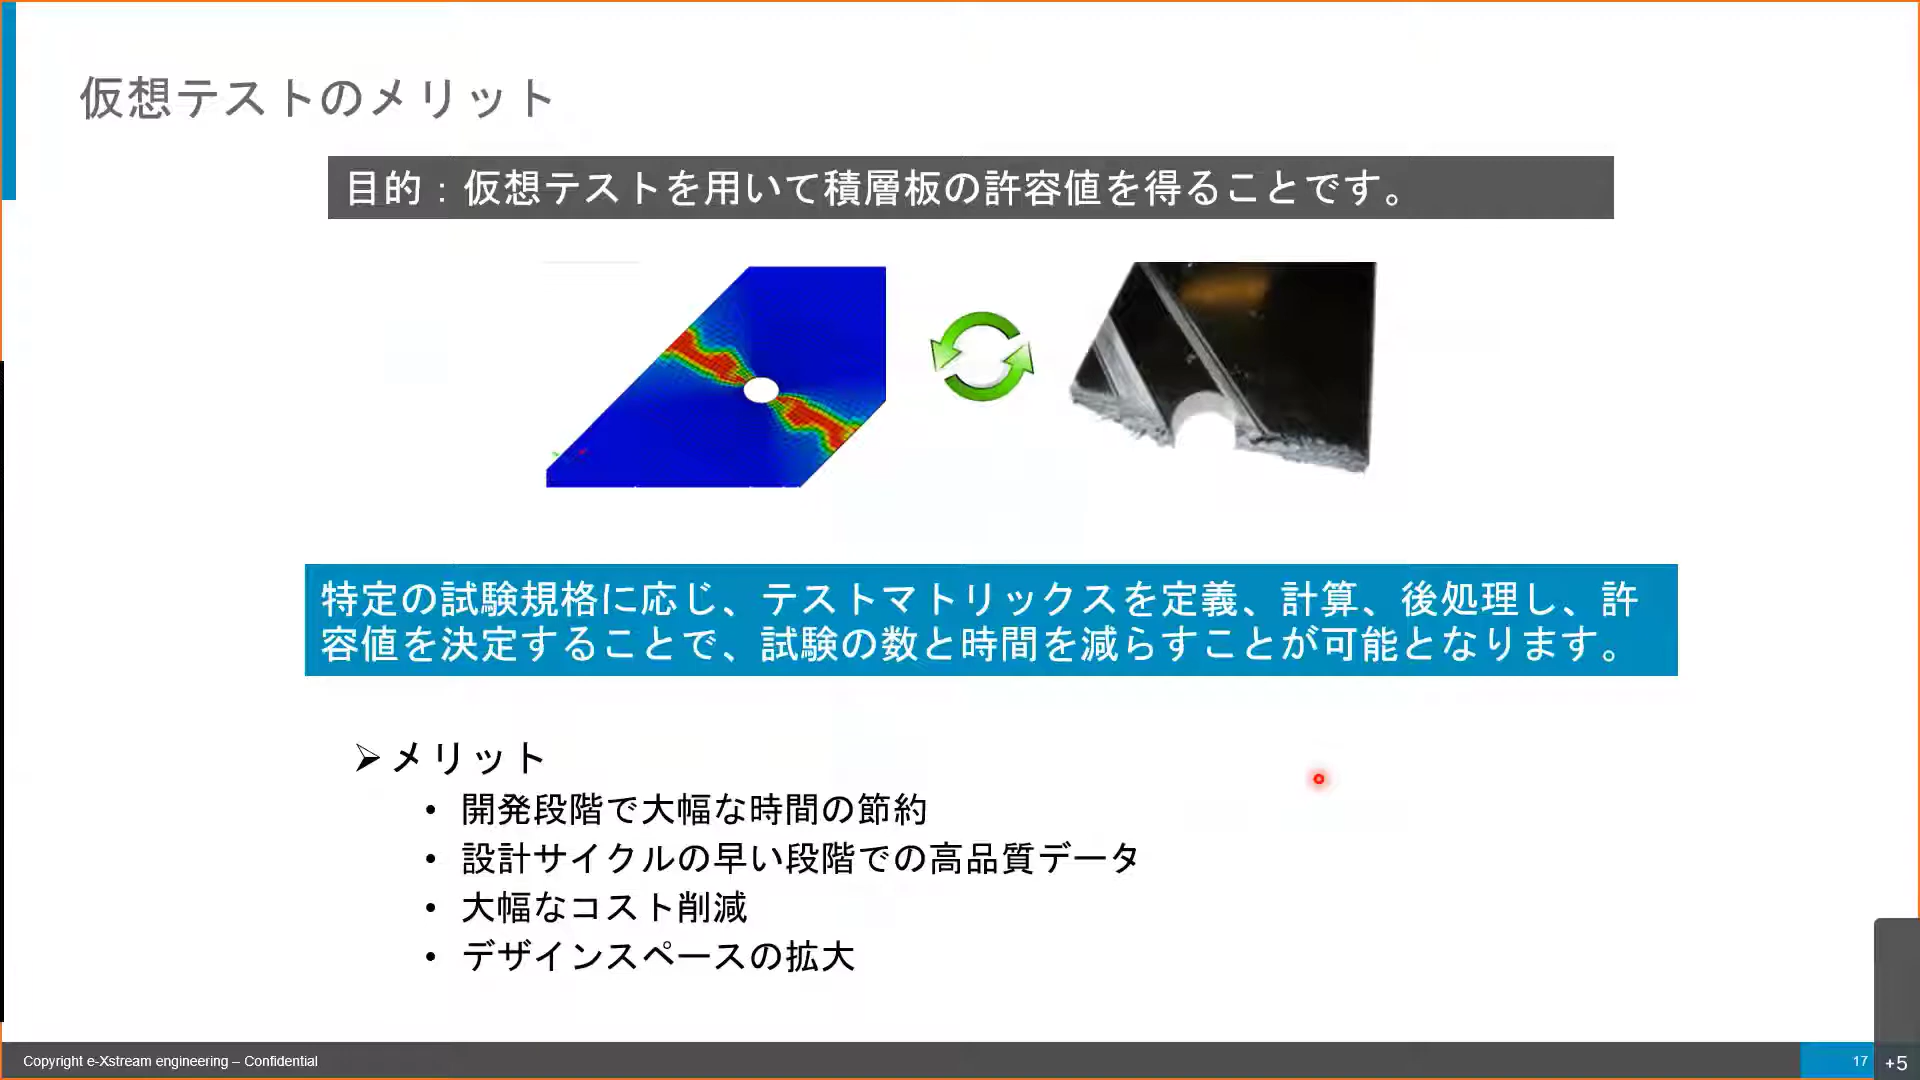 仮想テストのメリット
目的：仮想テストを用いて積層板の許容値を得ることです。
特定の試験規格に応じ、テストマトリックスを定義、計算、後処理し、許
容値を決定することで、試験の数と時間を減らすことが可能となります。
➢メリット
• 開発段階で大幅な時間の節約
• 設計サイクルの早い段階での高品質データ
• 大幅なコスト削減
• デザインスペースの拡大
Copyright e-Xstream engineering – Confidential
17
+5